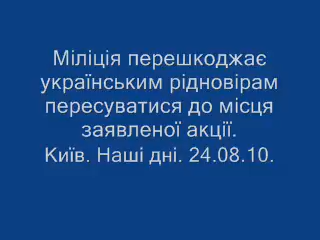 Міліція перешкоджає
українським рідновірам
пересуватися до місця
заявленої акції.
Київ. Наші дні. 24.08.10.